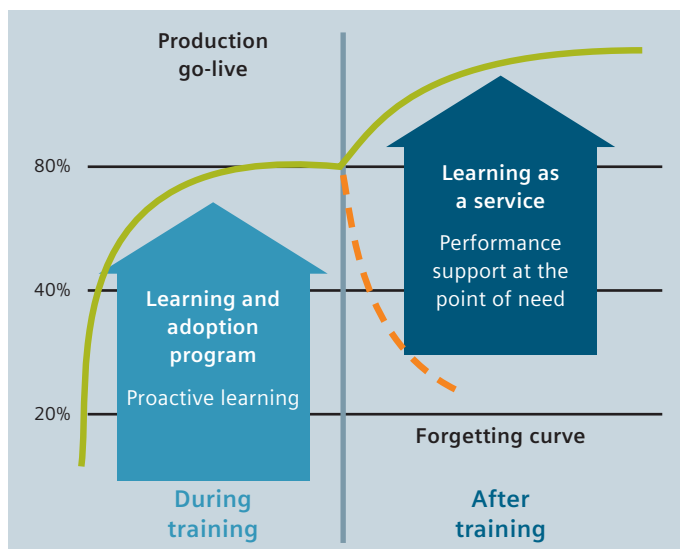 Production
go-live
80%
40%
20%
Learning and
adoption
program
Proactive learning
Learning as
a service
Performance
support at the
point of need
Forgetting curve
During
training
After
training